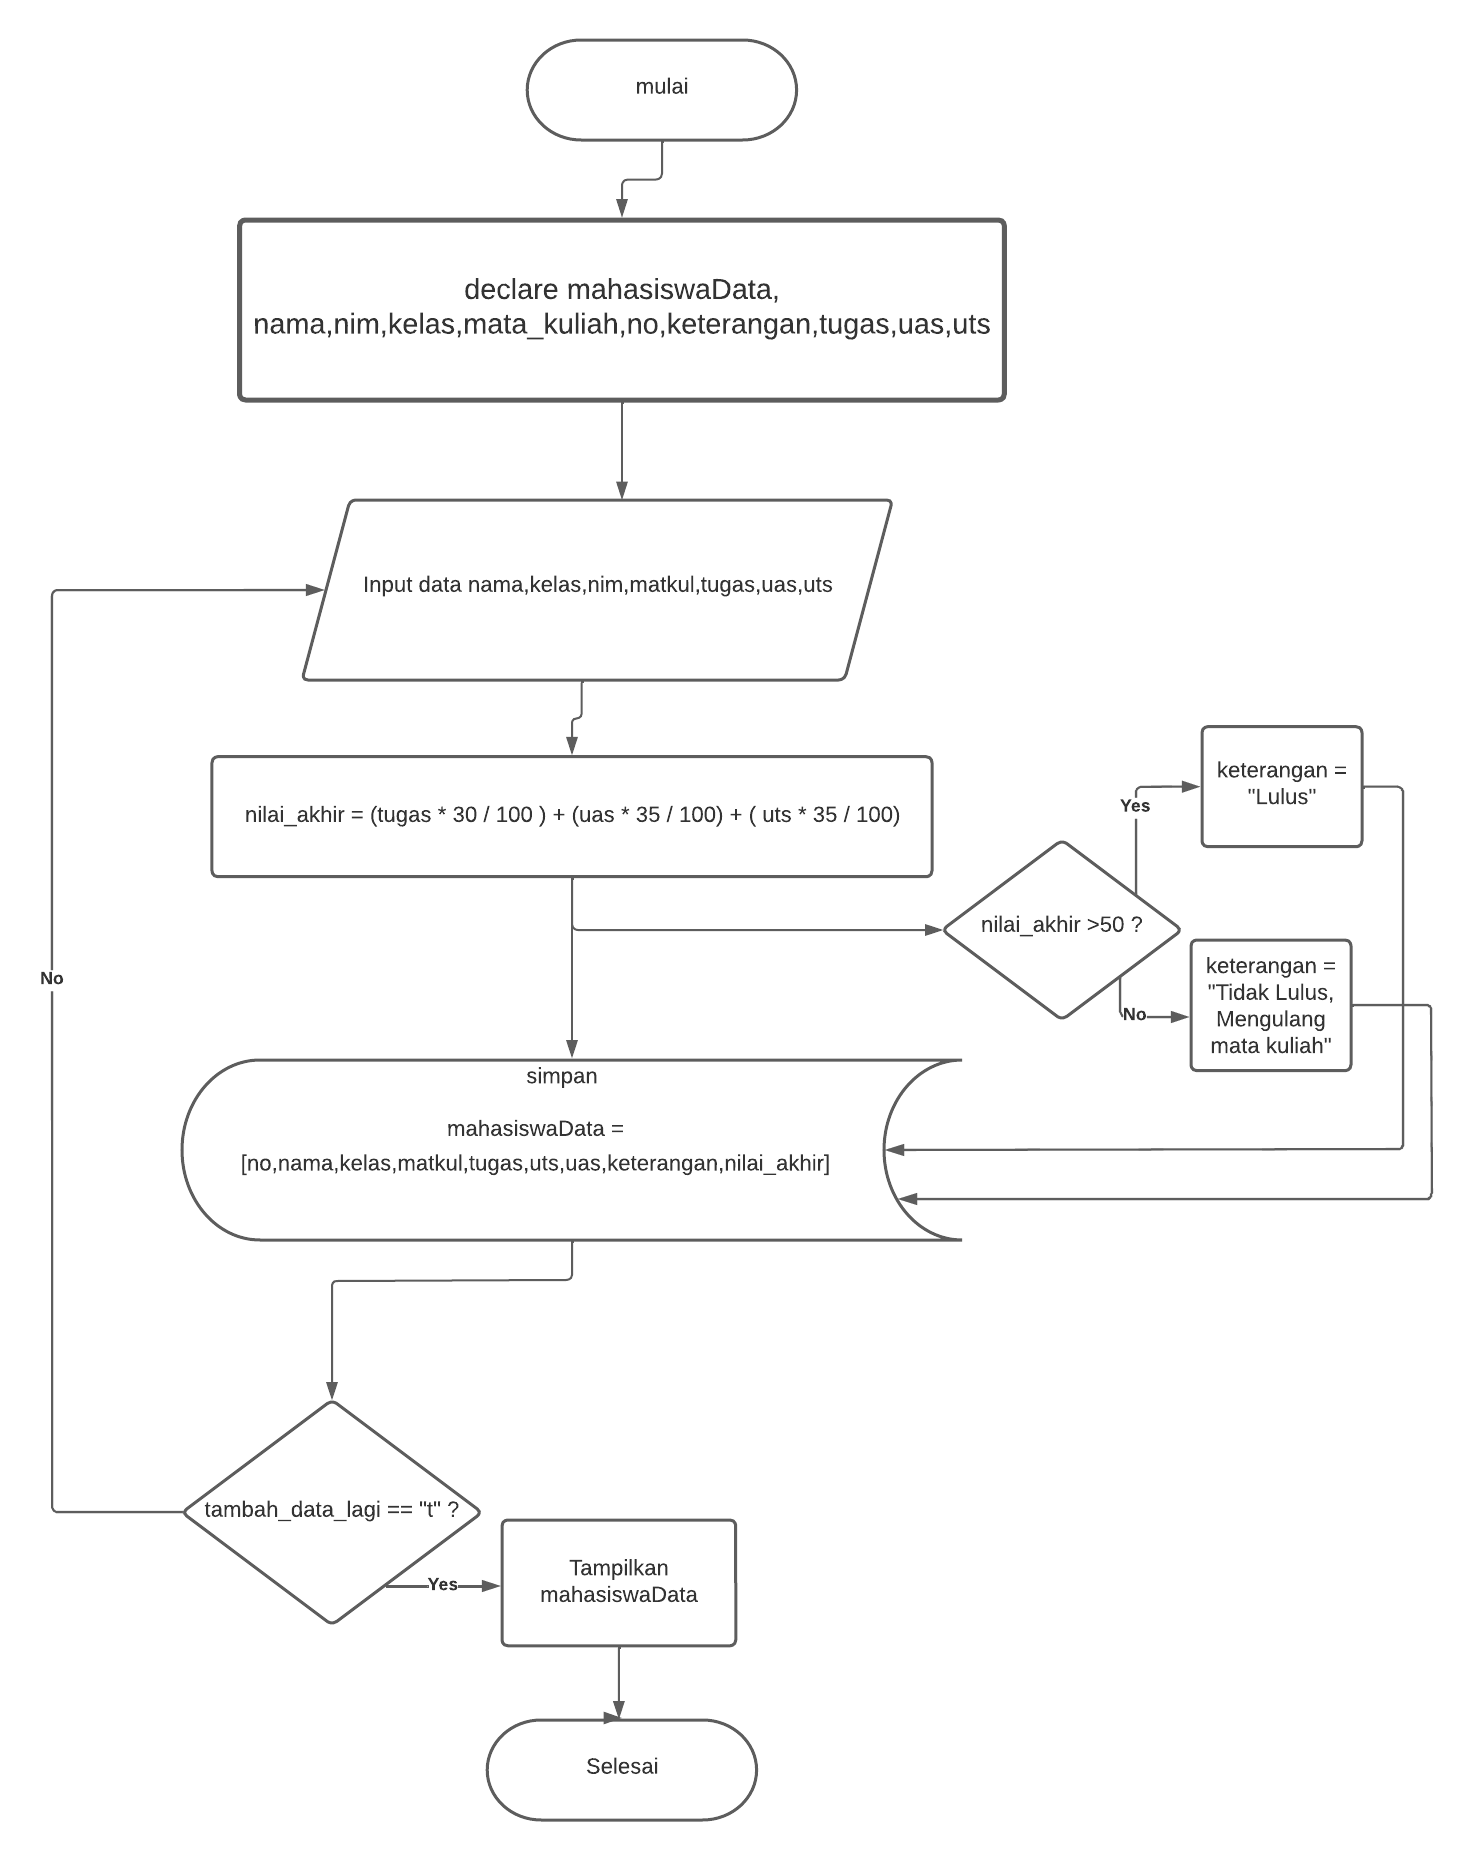 mulai
declare mahasiswaData,
nama,nim,kelas,mata_kuliah,no,keterangan,tugas,uas,uts
Input data nama,kelas,nim,matkul,tugas,uas,uts
nilai_akhir = (tugas * 30 / 100 ) + (uas * 35 / 100) + ( uts * 35 / 100)
nilai_akhir >50 ?
Yes
keterangan =
"Lulus"
No
keterangan =
"Tidak Lulus,
Mengulang
mata kuliah"
simpan
mahasiswaData =
[no,nama,kelas,matkul,tugas,uts,uas,keterangan,nilai_akhir]
tambah_data_lagi == "t" ?
No
Yes
Tampilkan
mahasiswaData
Selesai